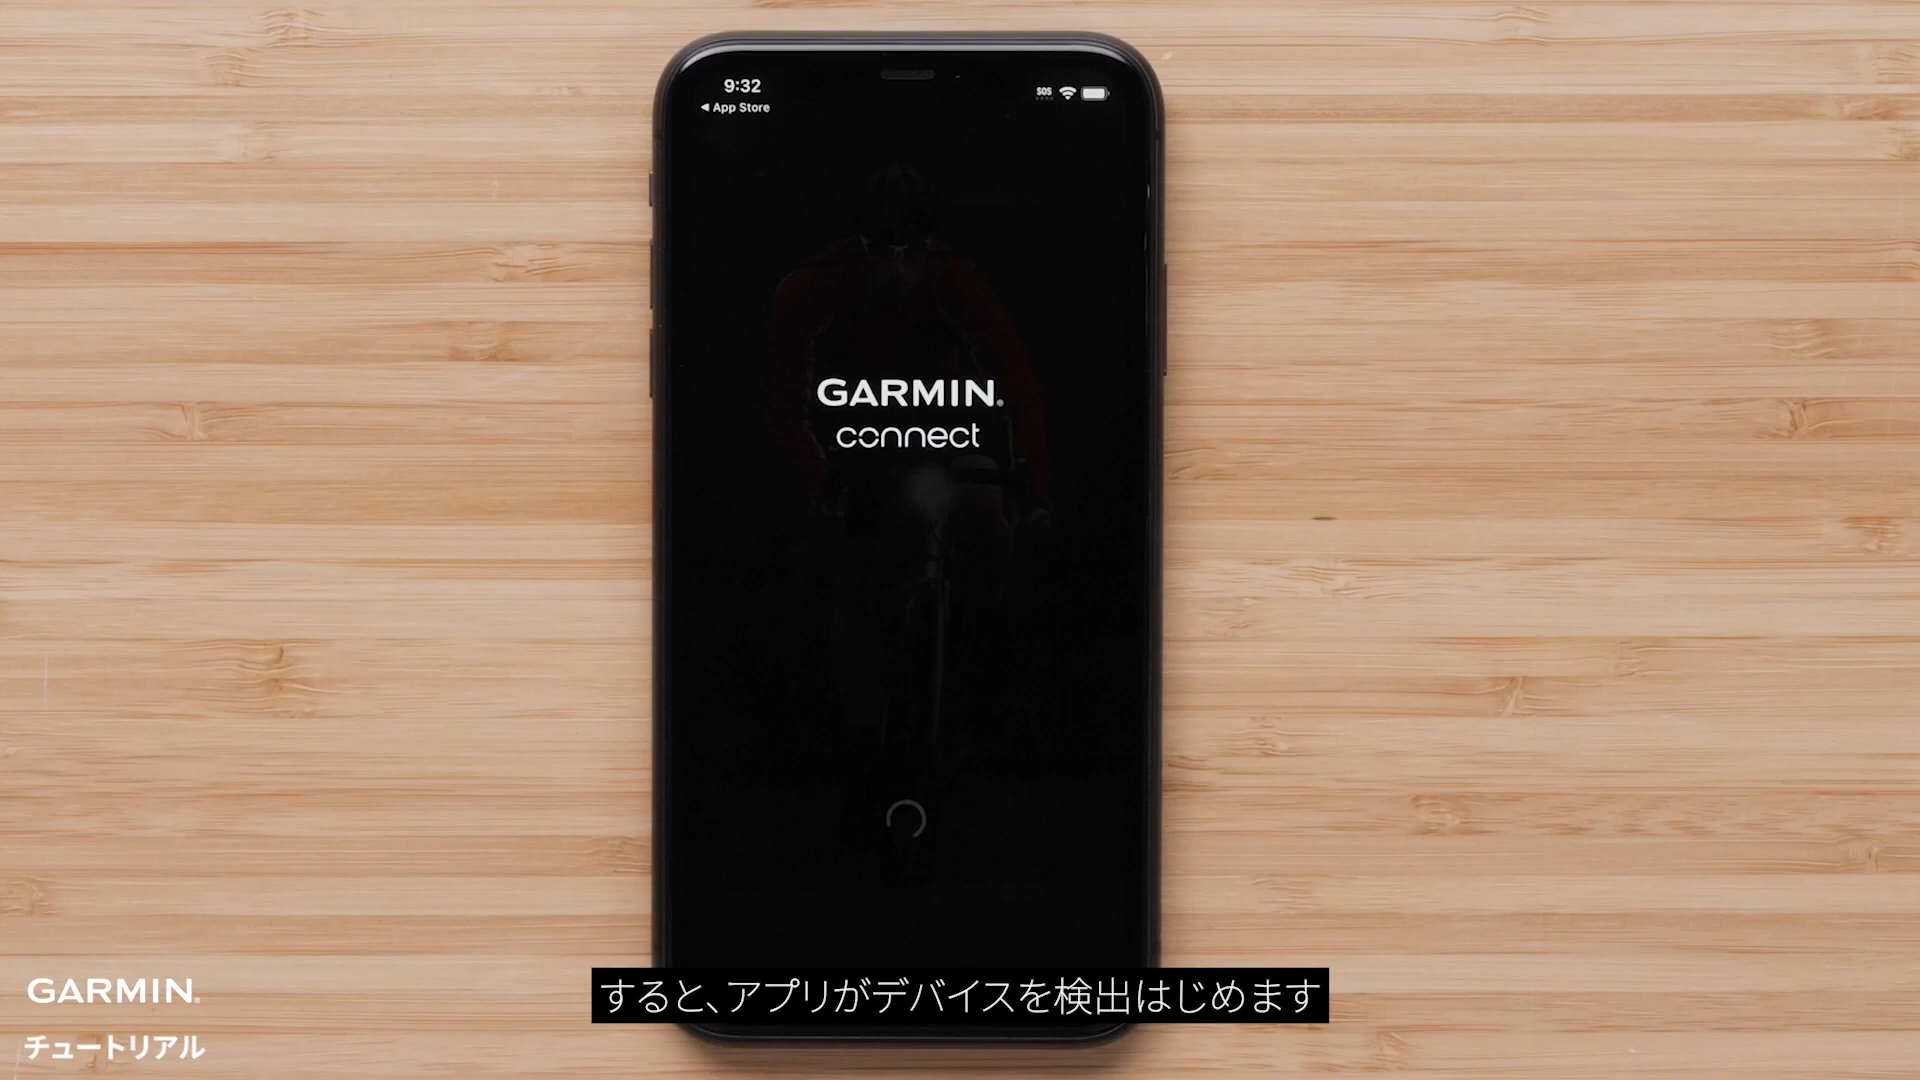 9:32
SOS
◀ App Store
GARMIN®
connect
すると、アプリがデバイスを検出はじめます
GARMIN®
チュートリアル